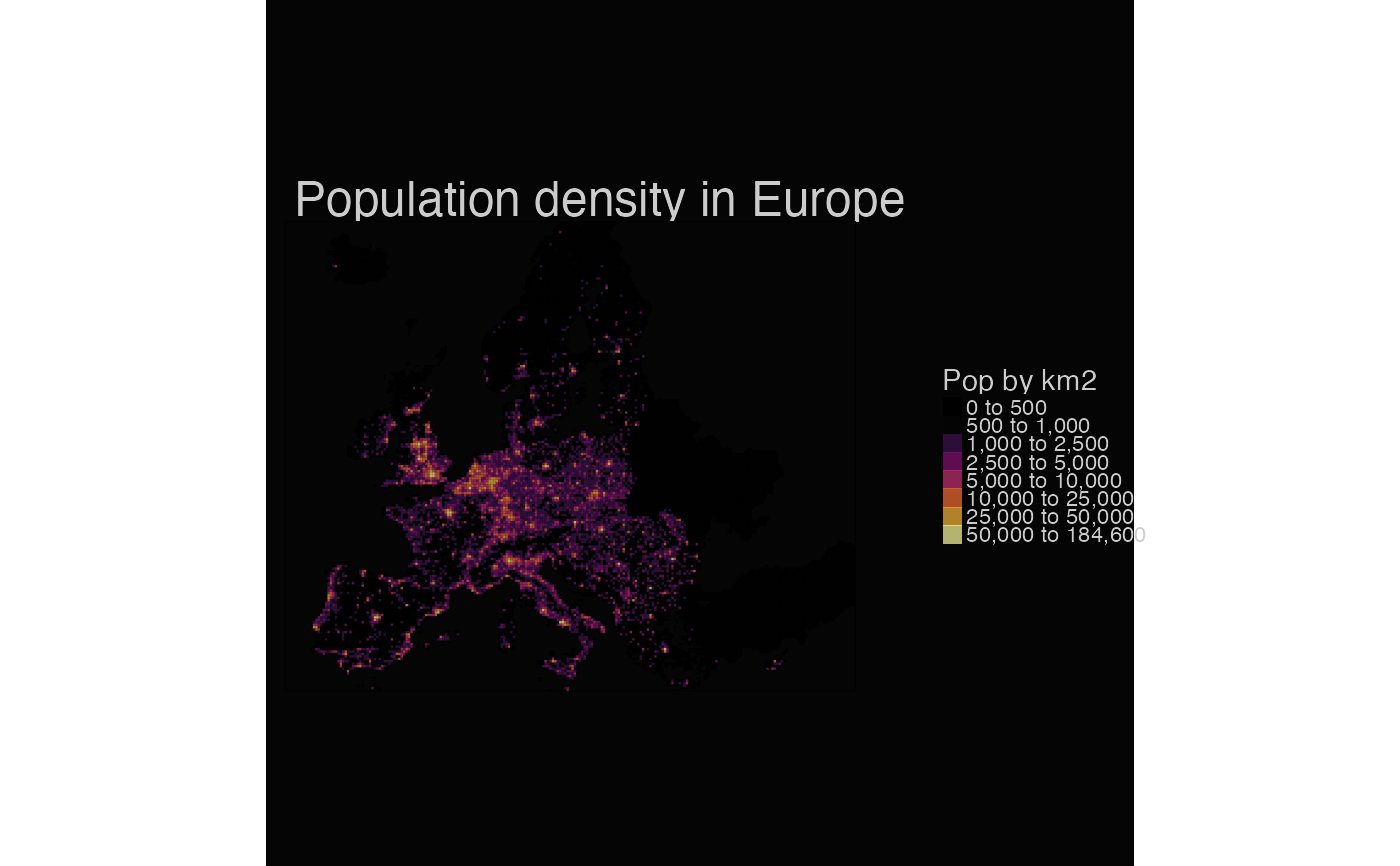 Population density in Europe
Pop by km2
0 to 500
500 to 1,000
1,000 to 2,500
2,500 to 5,000
5,000 to 10,000
10,000 to 25,000
25,000 to 50,000
50,000 to 184,600